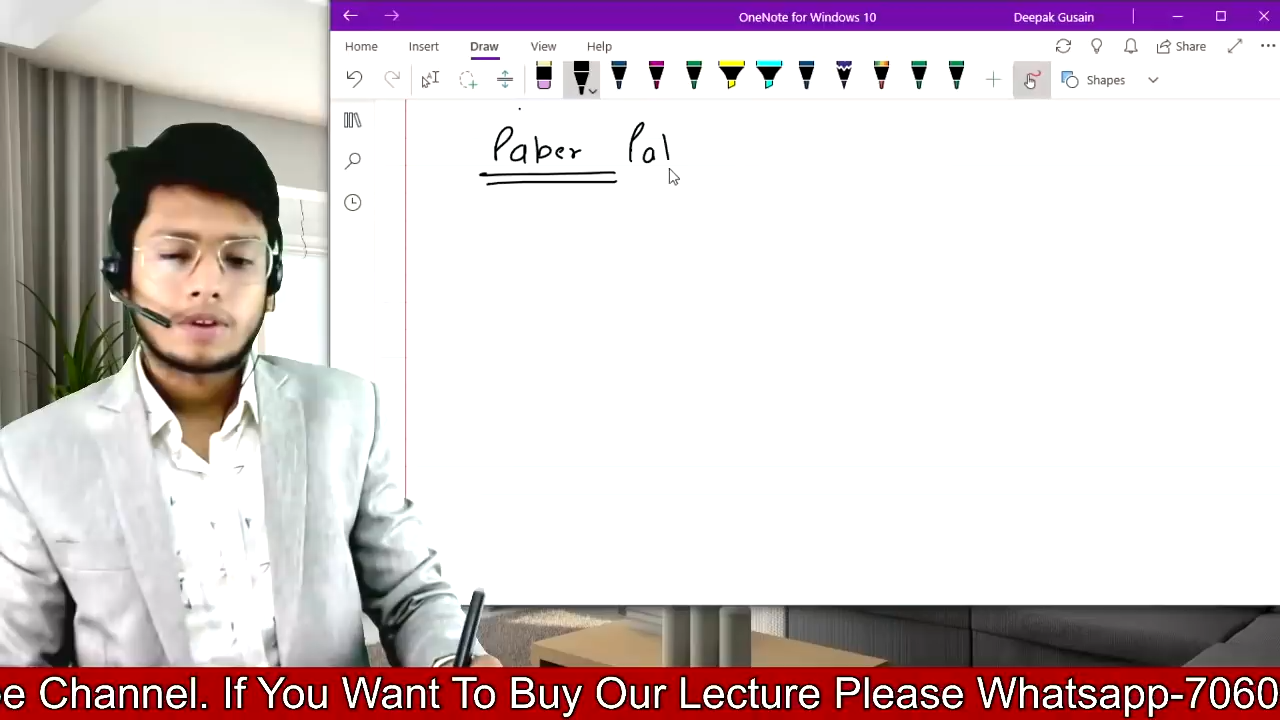 OneNote for Windows 10 Deepak Gusain
Home Insert Draw View Help Share
Shapes
Paber Pal
e Channel. If You Want To Buy Our Lecture Please Whatsapp-7060